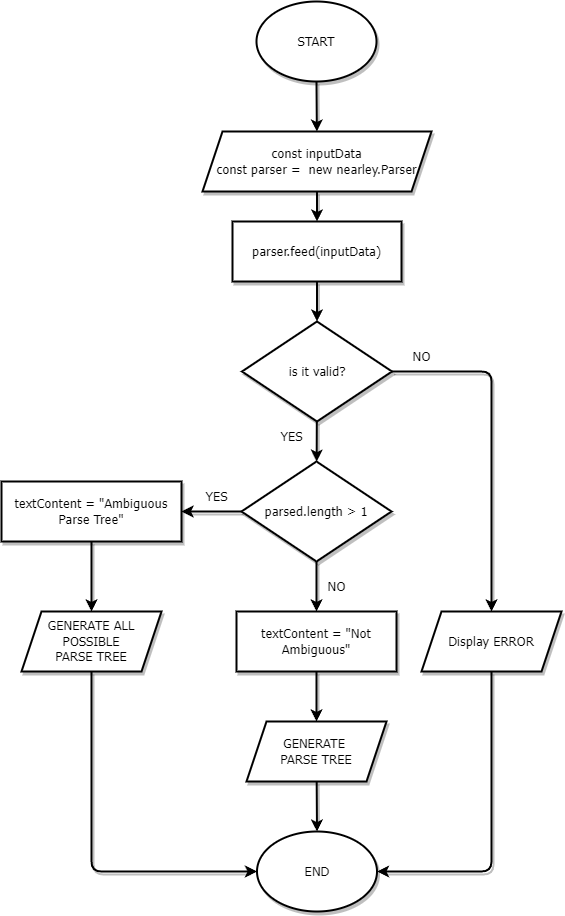 START
const inputData
const parser = new nearley.Parser
parser.feed(inputData)
is it valid?
NO
YES
parsed.length > 1
YES
textContent = "Ambiguous
Parse Tree"
NO
GENERATE ALL
POSSIBLE
PARSE TREE
textContent = "Not
Ambiguous"
Display ERROR
GENERATE
PARSE TREE
END